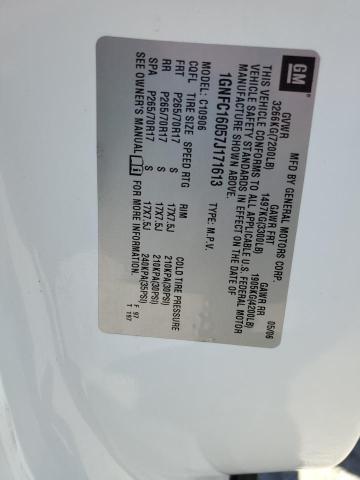 GM
MFD BY GENERAL MOTORS CORP. 05/06
GVWR GAWR FRT GAWR RR
3266KG(7200LB) 1497KG(3300LB) 1905KG(4200LB)
THIS VEHICLE CONFORMS TO ALL APPLICABLE U.S. FEDERAL MOTOR
VEHICLE SAFETY STANDARDS IN EFFECT ON THE DATE OF
MANUFACTURE SHOWN ABOVE.
1GNFC16057J171613 TYPE: M.P.V.
MODEL: C10906
CQFD TIRE SIZE SPEED RTG RIM COLD TIRE PRESSURE
FRT P265/70R17 S 17X7.5J 210KPA(30PSI)
RR P265/70R17 S 17X7.5J 210KPA(30PSI)
SPA P265/70R17 S 17X7.5J 240KPA(35PSI)
SEE OWNER'S MANUAL FOR MORE INFORMATION.
F 97
T 197